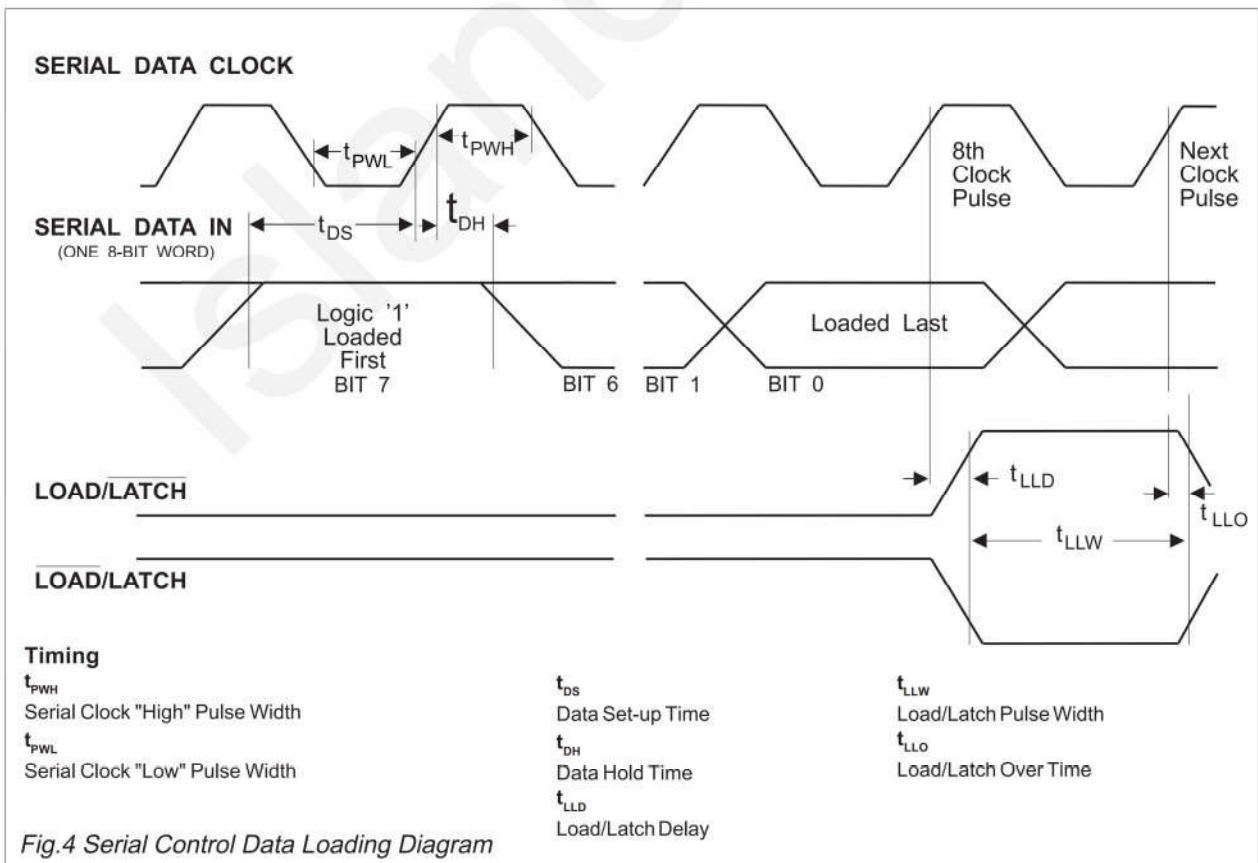 SERIAL DATA CLOCK
tPWL
tPWH
8th
Clock
Pulse
Next
Clock
Pulse
SERIAL DATA IN
(ONE 8-BIT WORD)
tDS
tDH
Logic '1'
Loaded
First
BIT 7
BIT 6
BIT 1
BIT 0
Loaded Last
LOAD/LATCH
tLLD
tLLO
tLLW
LOAD/LATCH
Timing
tPWH
Serial Clock "High" Pulse Width
tPWL
Serial Clock "Low" Pulse Width
tDS
Data Set-up Time
tDH
Data Hold Time
tLLD
Load/Latch Delay
tLLW
Load/Latch Pulse Width
tLLO
Load/Latch Over Time
Fig.4 Serial Control Data Loading Diagram